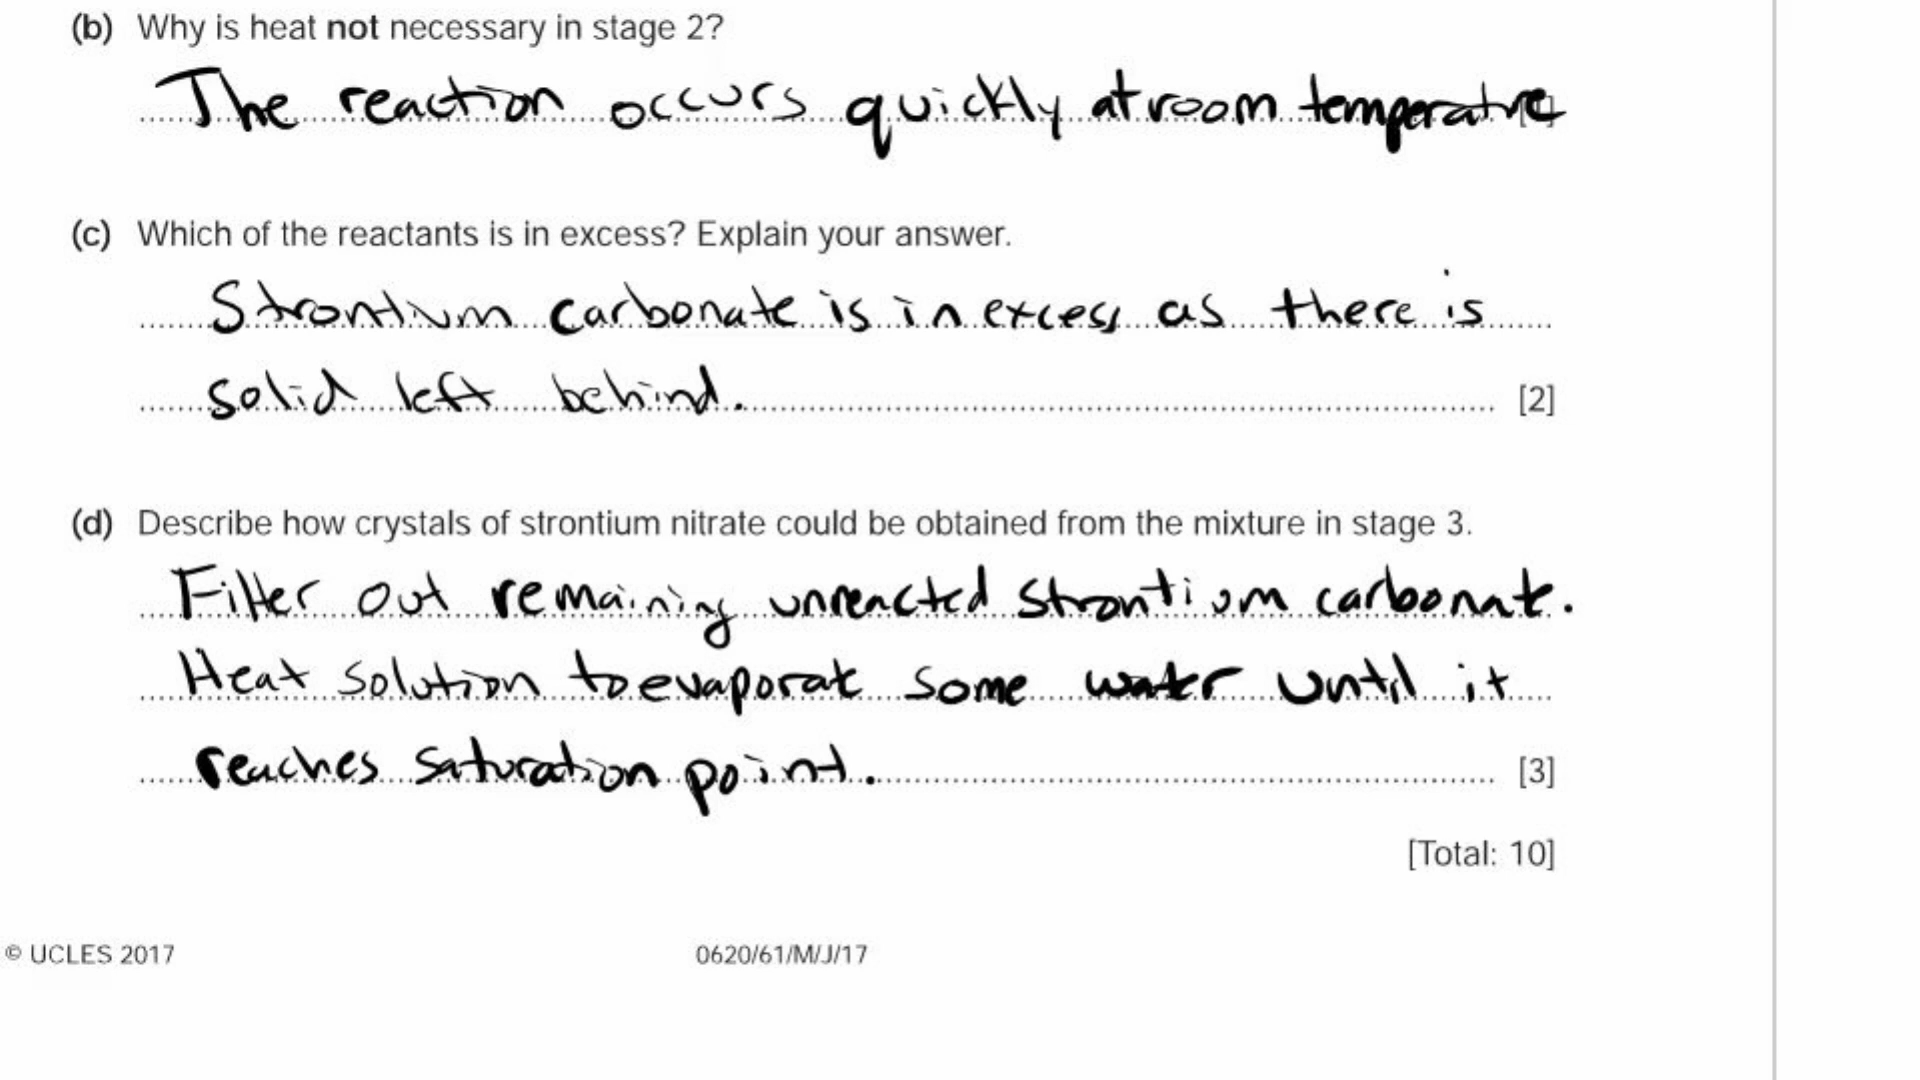 (b) Why is heat not necessary in stage 2?
The reaction occurs quickly at room temperature
(c) Which of the reactants is in excess? Explain your answer.
Strontium carbonate is in excess as there is
solid left behind. [2]
(d) Describe how crystals of strontium nitrate could be obtained from the mixture in stage 3.
Filter out remaining unreacted strontium carbonate.
Heat solution to evaporate some water until it
reaches saturation point. [3]
[Total: 10]
© UCLES 2017 0620/61/M/J/17